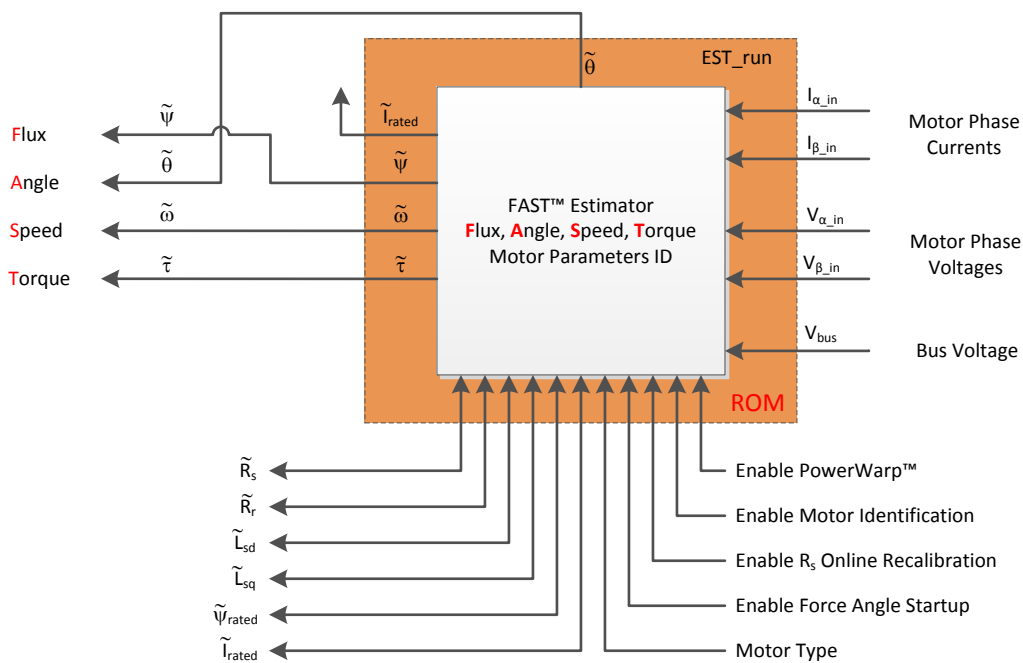 θ̃
EST_run
Ĩrated
Iα_in
Motor Phase
Currents
Flux
ψ̃
Iβ_in
Angle
θ̃
ψ̃
FAST™ Estimator
Flux, Angle, Speed, Torque
Motor Parameters ID
Speed
ω̃
ω̃
Vα_in
Motor Phase
Voltages
Torque
τ̃
τ̃
Vβ_in
Vbus
Bus Voltage
ROM
R̃s
R̃r
L̃sd
L̃sq
ψ̃rated
Ĩrated
Enable PowerWarp™
Enable Motor Identification
Enable Rs Online Recalibration
Enable Force Angle Startup
Motor Type